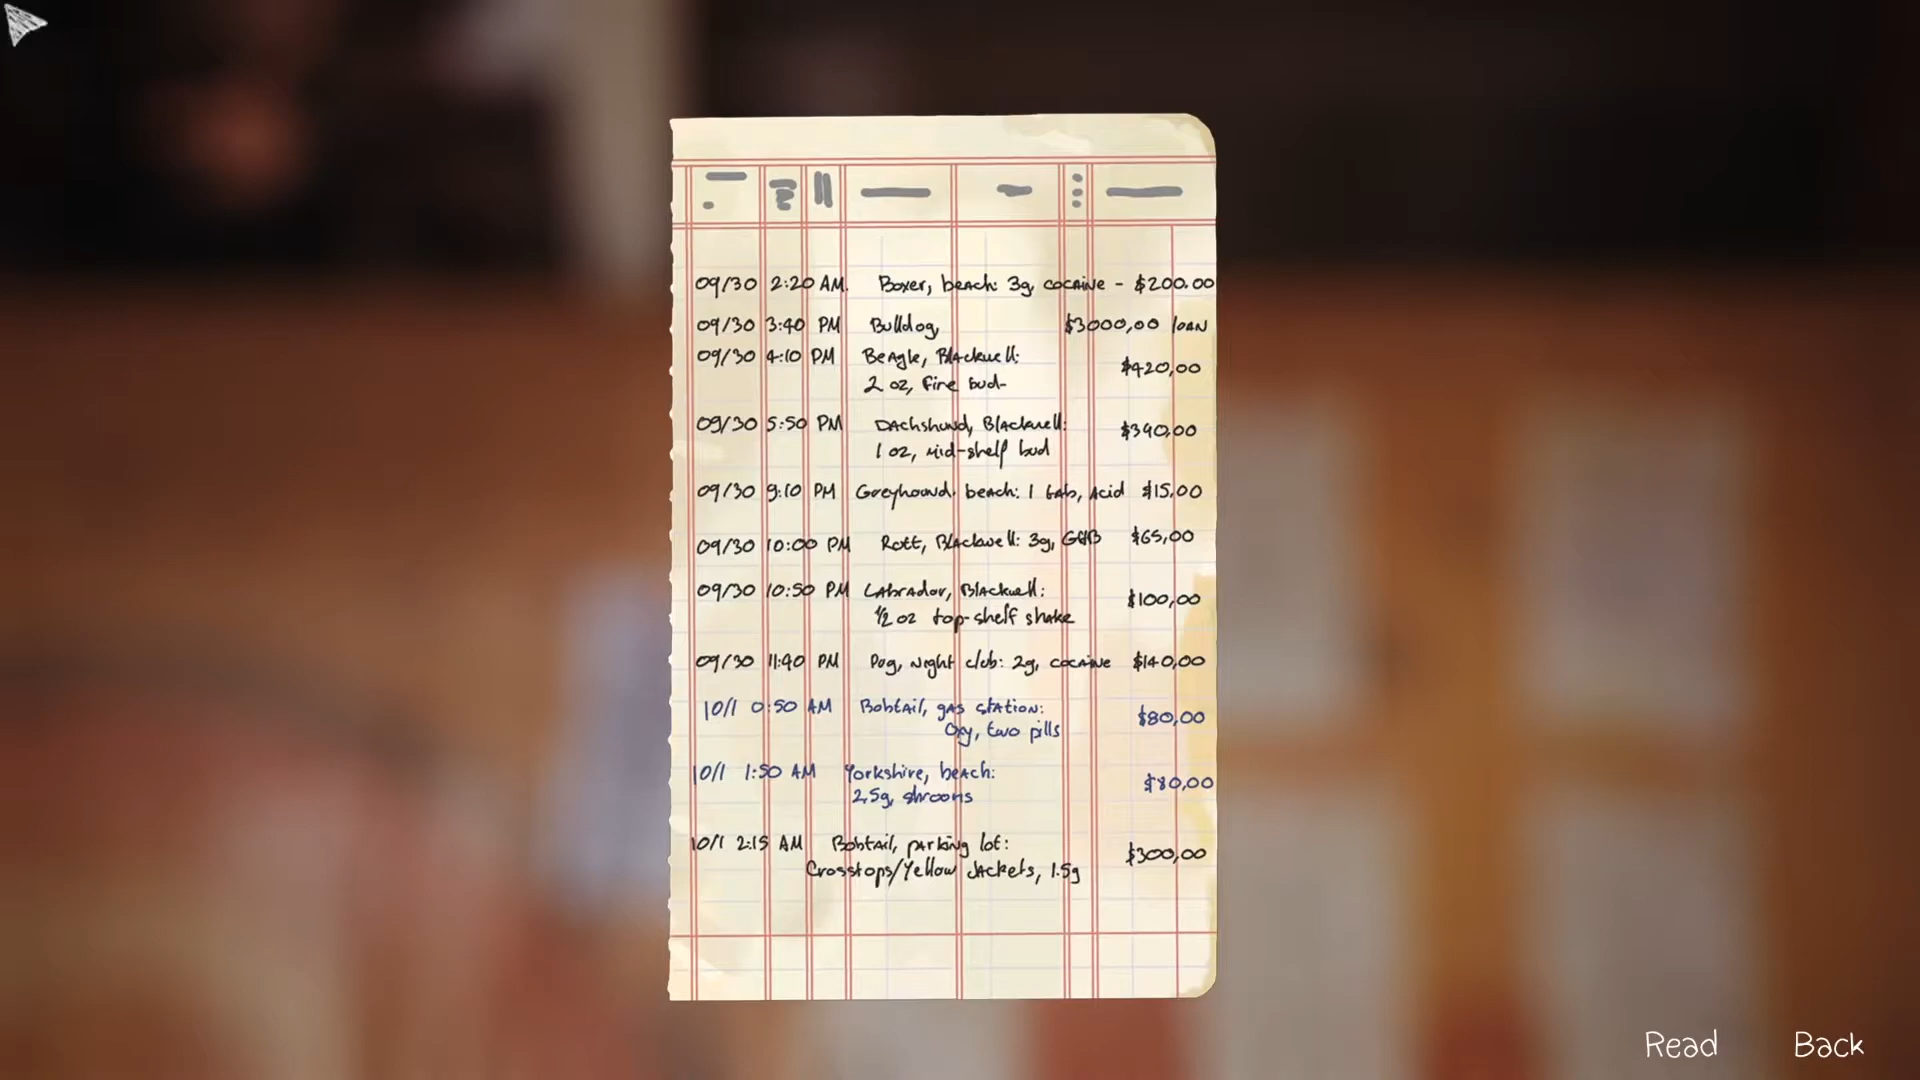 09/30 2:20 AM. Boxer, beach: 3g, cocaine - $200.00
09/30 3:40 PM Bulldog, $3000,00 loan
09/30 4:10 PM Beagle, Blackwell:
2 oz, fire bud- $420,00
09/30 5:50 PM Dachshund, Blackwell: $390,00
1 oz, mid-shelf bud
09/30 9:10 PM Greyhound, beach: 1 tab, acid $15,00
09/30 10:00 PM Rott, Blackwell: 3g, GHB $65,00
09/30 10:50 PM Labrador, Blackwell: $100,00
1/2 oz top-shelf shake
09/30 11:40 PM Pug, night club: 2g, cocaine $140,00
10/1 0:50 AM Bobtail, gas station: $80,00
Oxy, two pills
10/1 1:50 AM Yorkshire, beach: $80,00
2,5g, shrooms
10/1 2:15 AM Bobtail, parking lot: $300,00
Crosstops/Yellow Jackets, 1.5g
Read Back